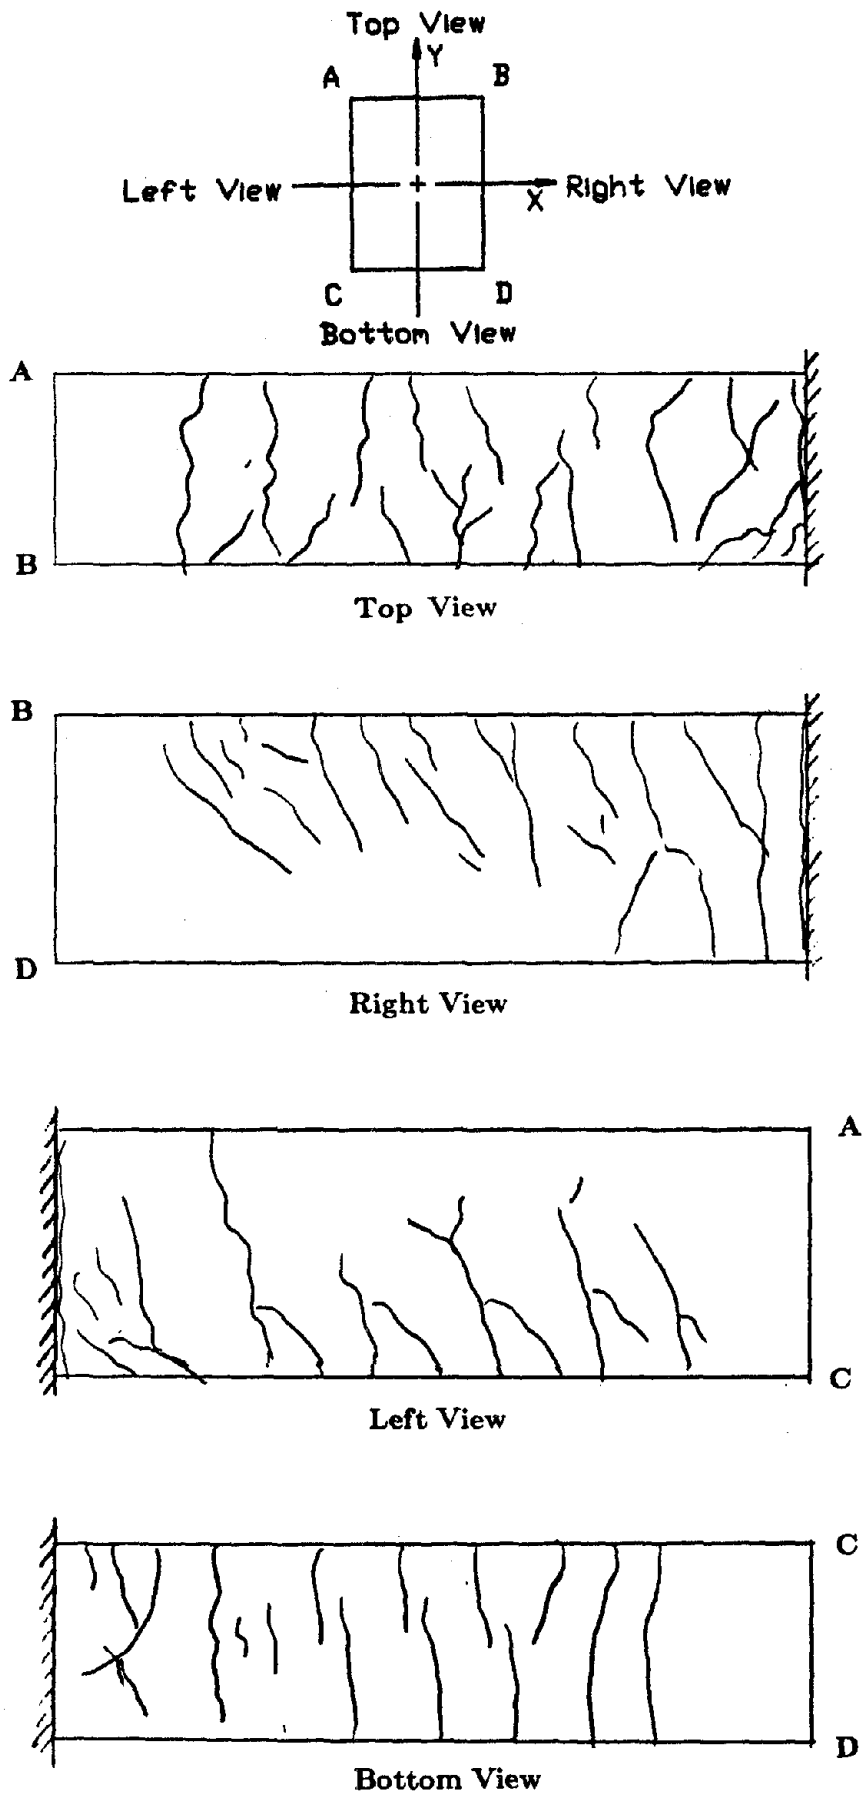 Top View
Y
A B
Left View X Right View
C D
Bottom View
A
B
Top View
B
D
Right View
A
C
Left View
C
D
Bottom View